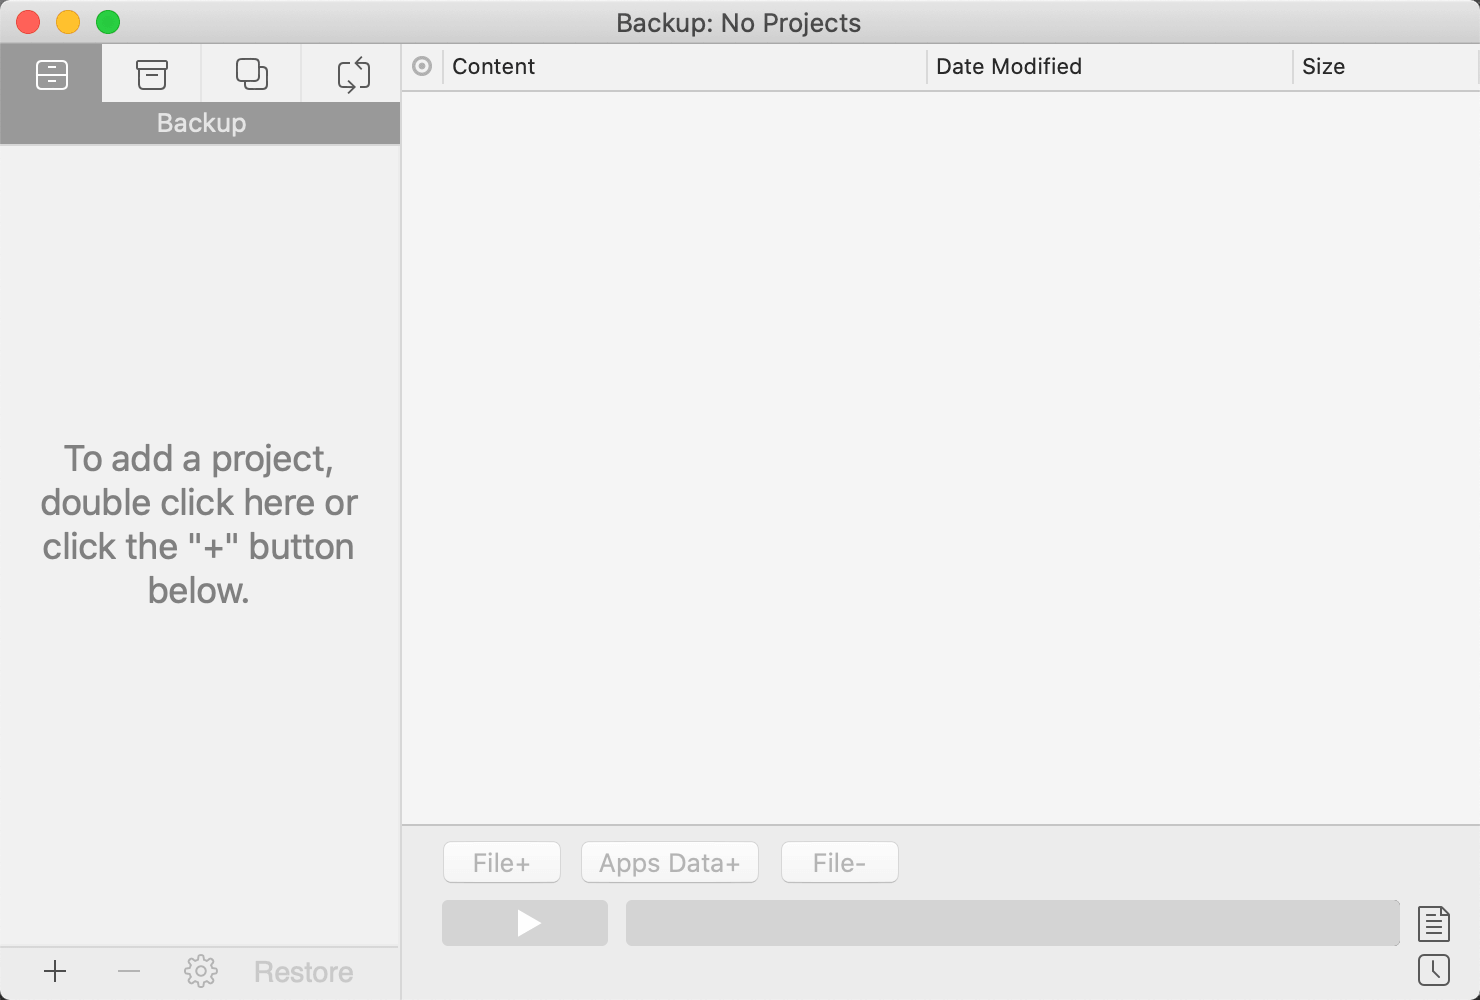 Backup: No Projects
Content Date Modified Size
Backup
To add a project,
double click here or
click the "+" button
below.
File+ Apps Data+ File-
Restore